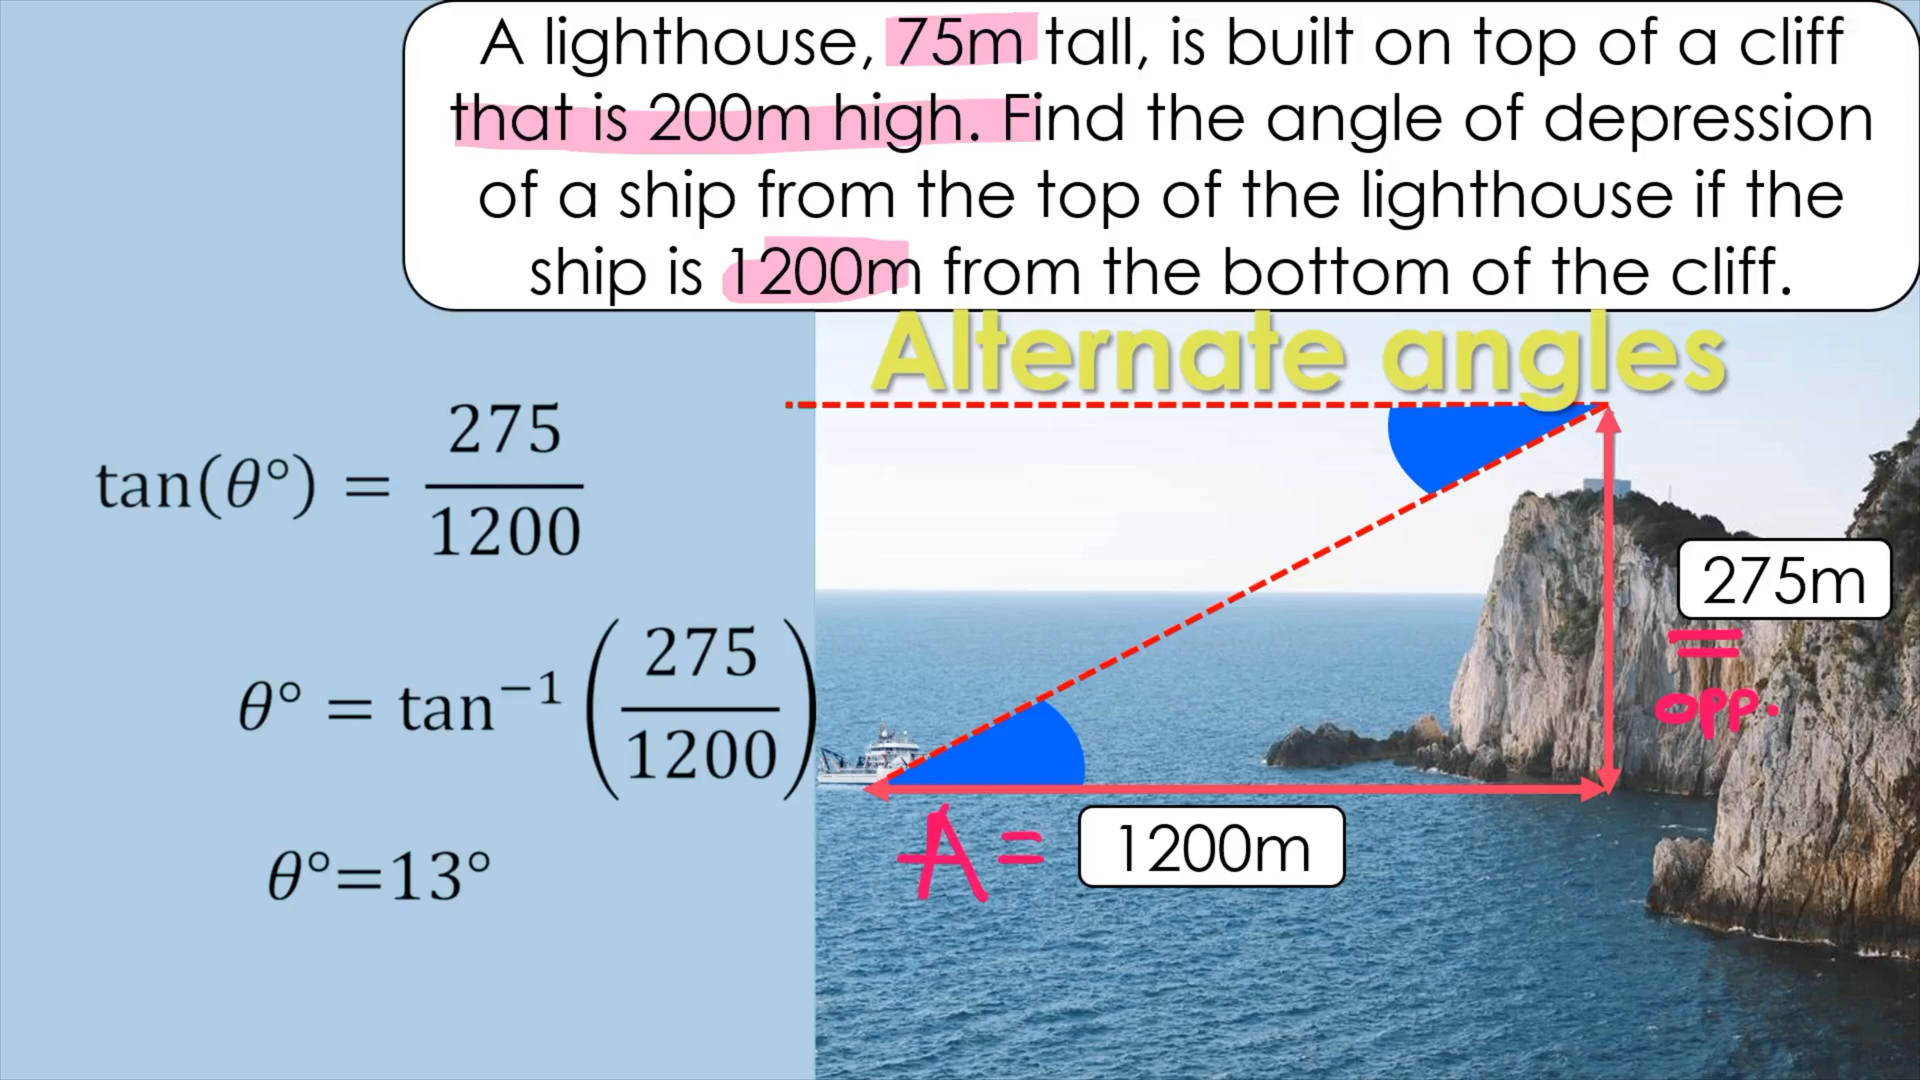 A lighthouse, 75m tall, is built on top of a cliff
that is 200m high. Find the angle of depression
of a ship from the top of the lighthouse if the
ship is 1200m from the bottom of the cliff.
Alternate angles
tan(θ°) = 275/1200
θ° = tan⁻¹(275/1200)
θ°=13°
275m
=
opp.
A = 1200m